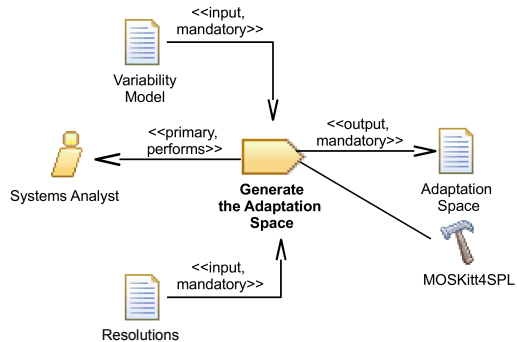 <<input,
mandatory>>
Variability
Model
<<primary,
performs>>
<<output,
mandatory>>
Systems Analyst
Generate
the Adaptation
Space
Adaptation
Space
<<input,
mandatory>>
MOSKitt4SPL
Resolutions